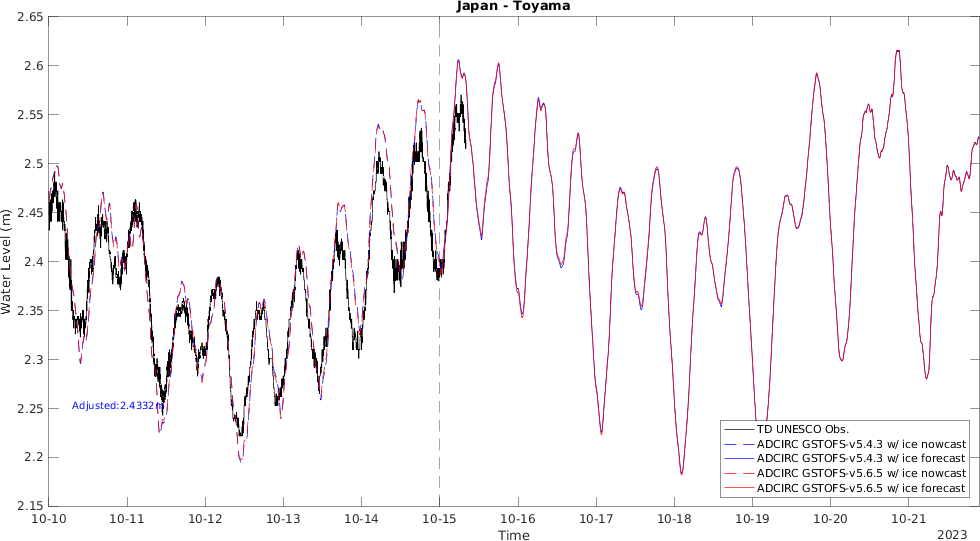 Japan - Toyama
2.65
2.6
2.55
2.5
2.45
2.4
2.35
2.3
2.25
2.2
2.15
Water Level (m)
Adjusted:2.4332m
TD UNESCO Obs.
ADCIRC GSTOFS-v5.4.3 w/ ice nowcast
ADCIRC GSTOFS-v5.4.3 w/ ice forecast
ADCIRC GSTOFS-v5.6.5 w/ ice nowcast
ADCIRC GSTOFS-v5.6.5 w/ ice forecast
10-10 10-11 10-12 10-13 10-14 10-15 10-16 10-17 10-18 10-19 10-20 10-21
Time
2023